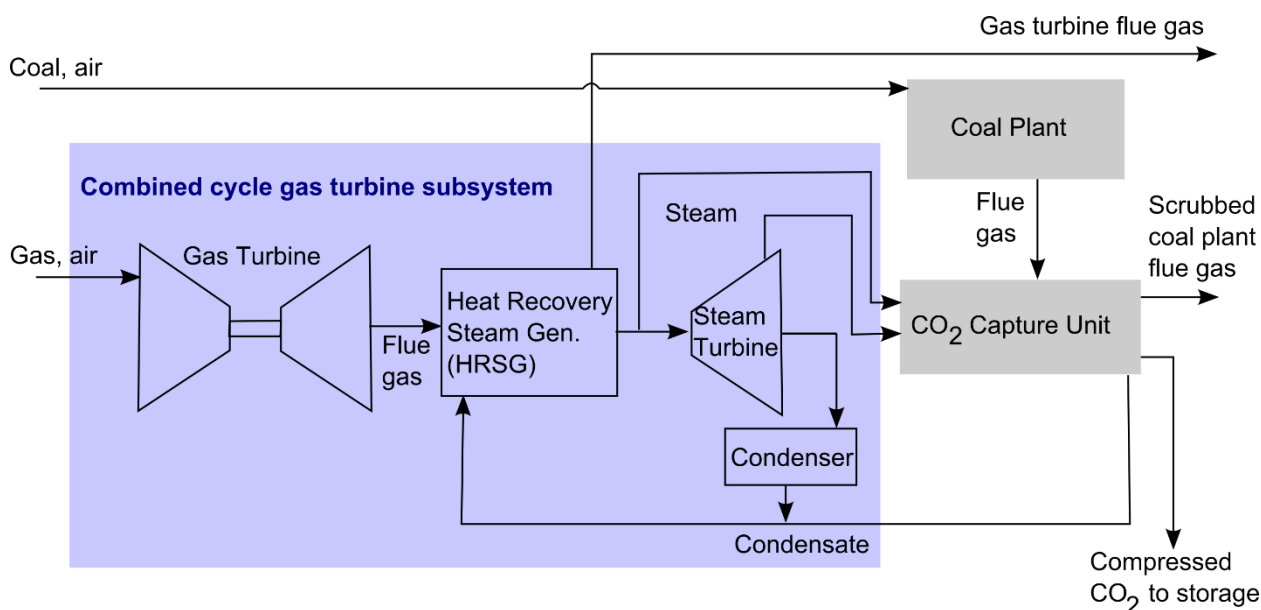 Gas turbine flue gas
Coal, air
Coal Plant
Combined cycle gas turbine subsystem
Steam
Flue
gas
Scrubbed
coal plant
flue gas
Gas, air
Gas Turbine
Heat Recovery
Steam Gen.
(HRSG)
Steam
Turbine
CO2 Capture Unit
Flue
gas
Condenser
Condensate
Compressed
CO2 to storage